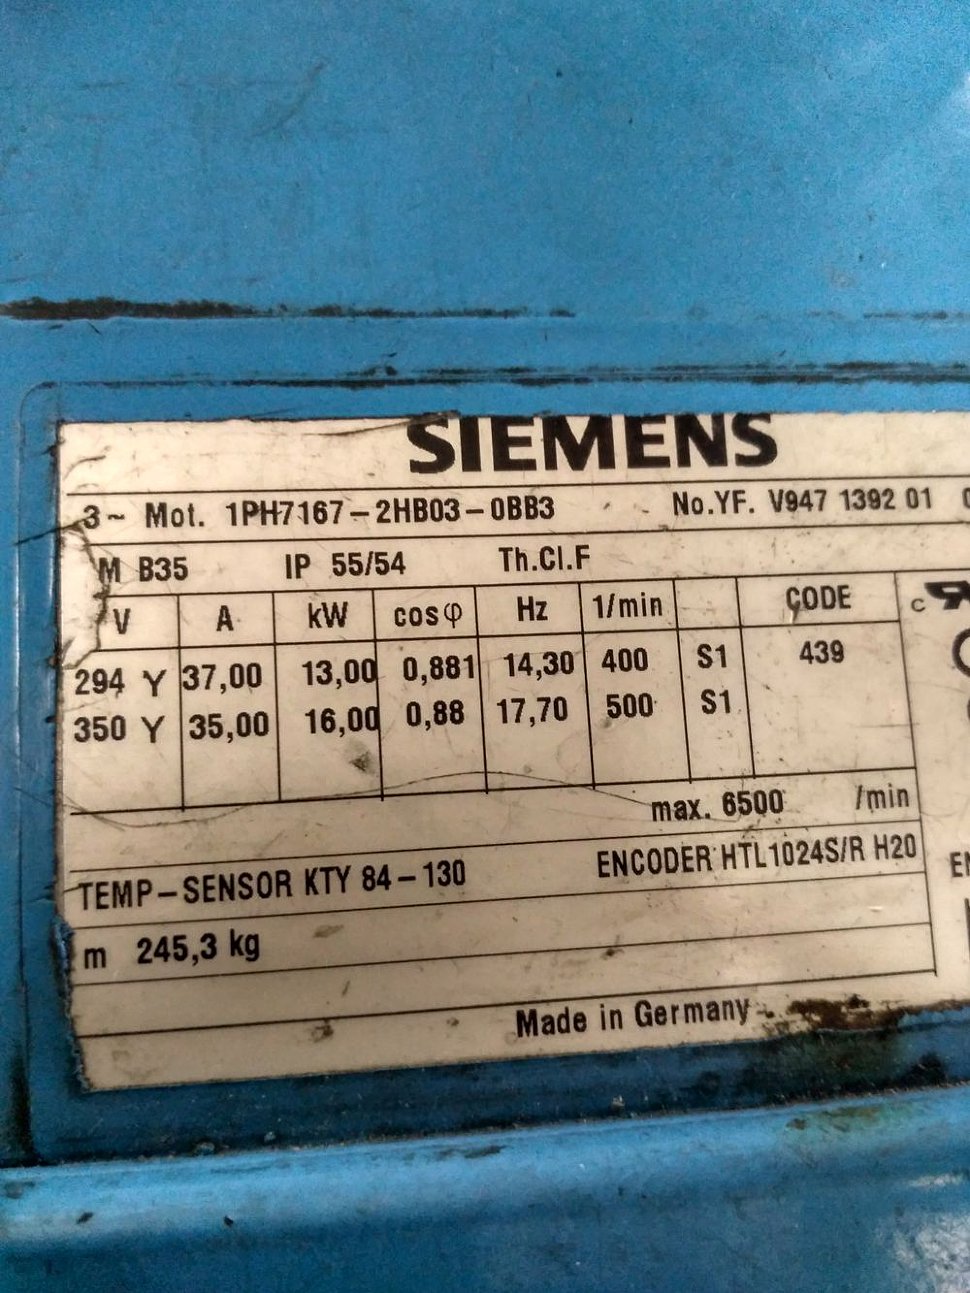 SIEMENS
3~ Mot. 1PH7167-2HB03-0BB3 No.YF. V947 1392 01
M B35 IP 55/54 Th.Cl.F
V A kW cosφ Hz 1/min CODE
294 Y 37,00 13,00 0,881 14,30 400 S1 439
350 Y 35,00 16,00 0,88 17,70 500 S1
max. 6500 /min
TEMP-SENSOR KTY 84-130 ENCODER HTL1024S/R H20
m 245,3 kg
Made in Germany